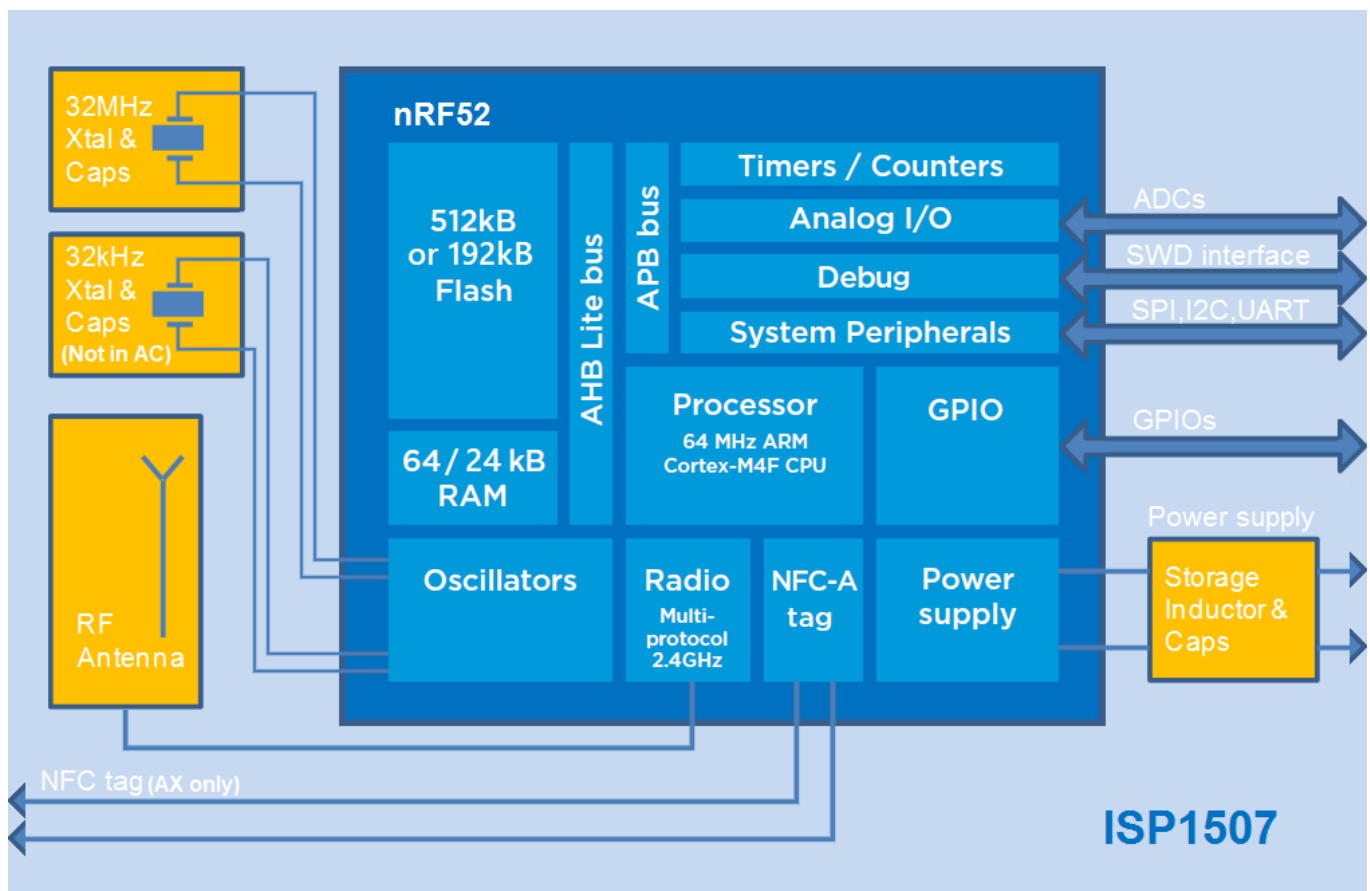 32MHz
Xtal &
Caps
32kHz
Xtal &
Caps
(Not in AC)
RF
Antenna
nRF52
512kB
or 192kB
Flash
64 / 24 kB
RAM
AHB Lite bus
APB bus
Timers / Counters
Analog I/O
Debug
System Peripherals
Processor
64 MHz ARM
Cortex-M4F CPU
GPIO
Oscillators
Radio
Multi-
protocol
2.4GHz
NFC-A
tag
Power
supply
ADCs
SWD interface
SPI,I2C,UART
GPIOs
Power supply
Storage
Inductor &
Caps
NFC tag (AX only)
ISP1507